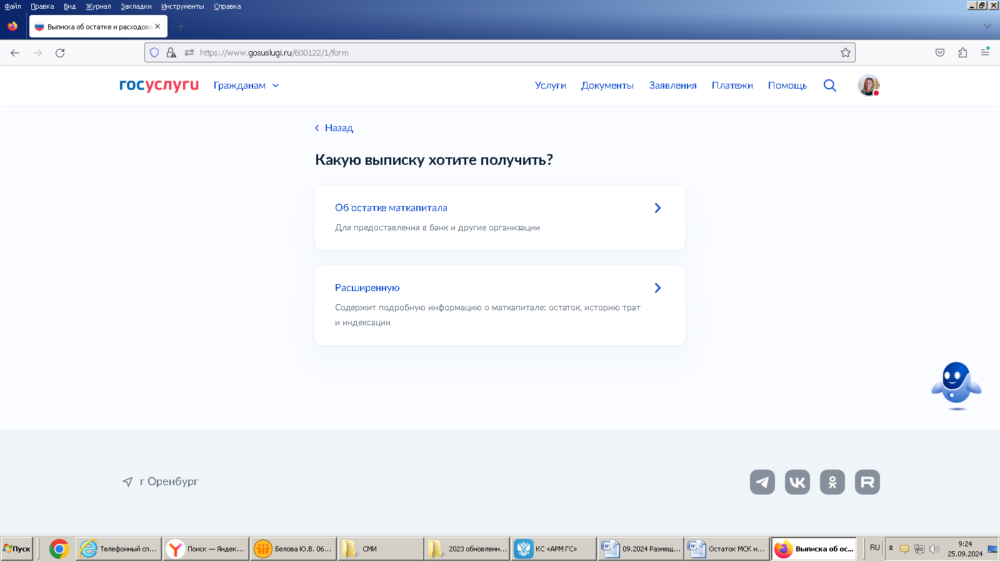 Файл Правка Вид Журнал Закладки Инструменты Справка
Выписка об остатке и расходова
https://www.gosuslugi.ru/600122/1/form
госуслуги Гражданам Услуги Документы Заявления Платежи Помощь
Назад
Какую выписку хотите получить?
Об остатке маткапитала
Для предоставления в банк и другие организации
Расширенную
Содержит подробную информацию о маткапитале: остаток, историю трат
и индексации
г Оренбург
Пуск Телефонный сп... Поиск — Яндек... Белова Ю.В. 06... СМИ 2023 обновленн... КС «АРМ ГС» 09.2024 Размещ... Остаток МСК н... Выписка об ос... RU 9:24
25.09.2024